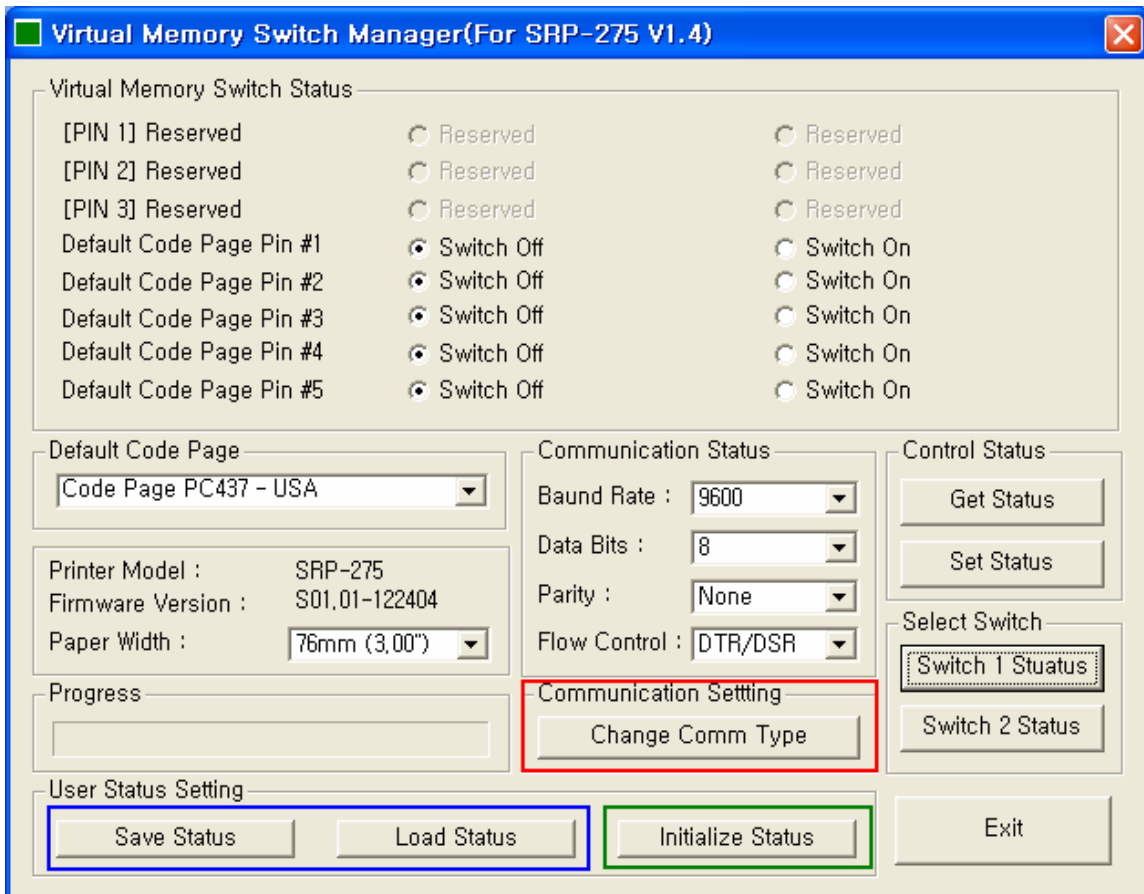 Virtual Memory Switch Manager(For SRP-275 V1.4)
Virtual Memory Switch Status
[PIN 1] Reserved Reserved Reserved
[PIN 2] Reserved Reserved Reserved
[PIN 3] Reserved Reserved Reserved
Default Code Page Pin #1 Switch Off Switch On
Default Code Page Pin #2 Switch Off Switch On
Default Code Page Pin #3 Switch Off Switch On
Default Code Page Pin #4 Switch Off Switch On
Default Code Page Pin #5 Switch Off Switch On
Default Code Page
Code Page PC437 - USA
Printer Model : SRP-275
Firmware Version : S01,01-122404
Paper Width : 76mm (3,00")
Progress
Communication Status
Baund Rate : 9600
Data Bits : 8
Parity : None
Flow Control : DTR/DSR
Communication Settting
Change Comm Type
Control Status
Get Status
Set Status
Select Switch
Switch 1 Stuatus
Switch 2 Status
User Status Setting
Save Status Load Status Initialize Status
Exit